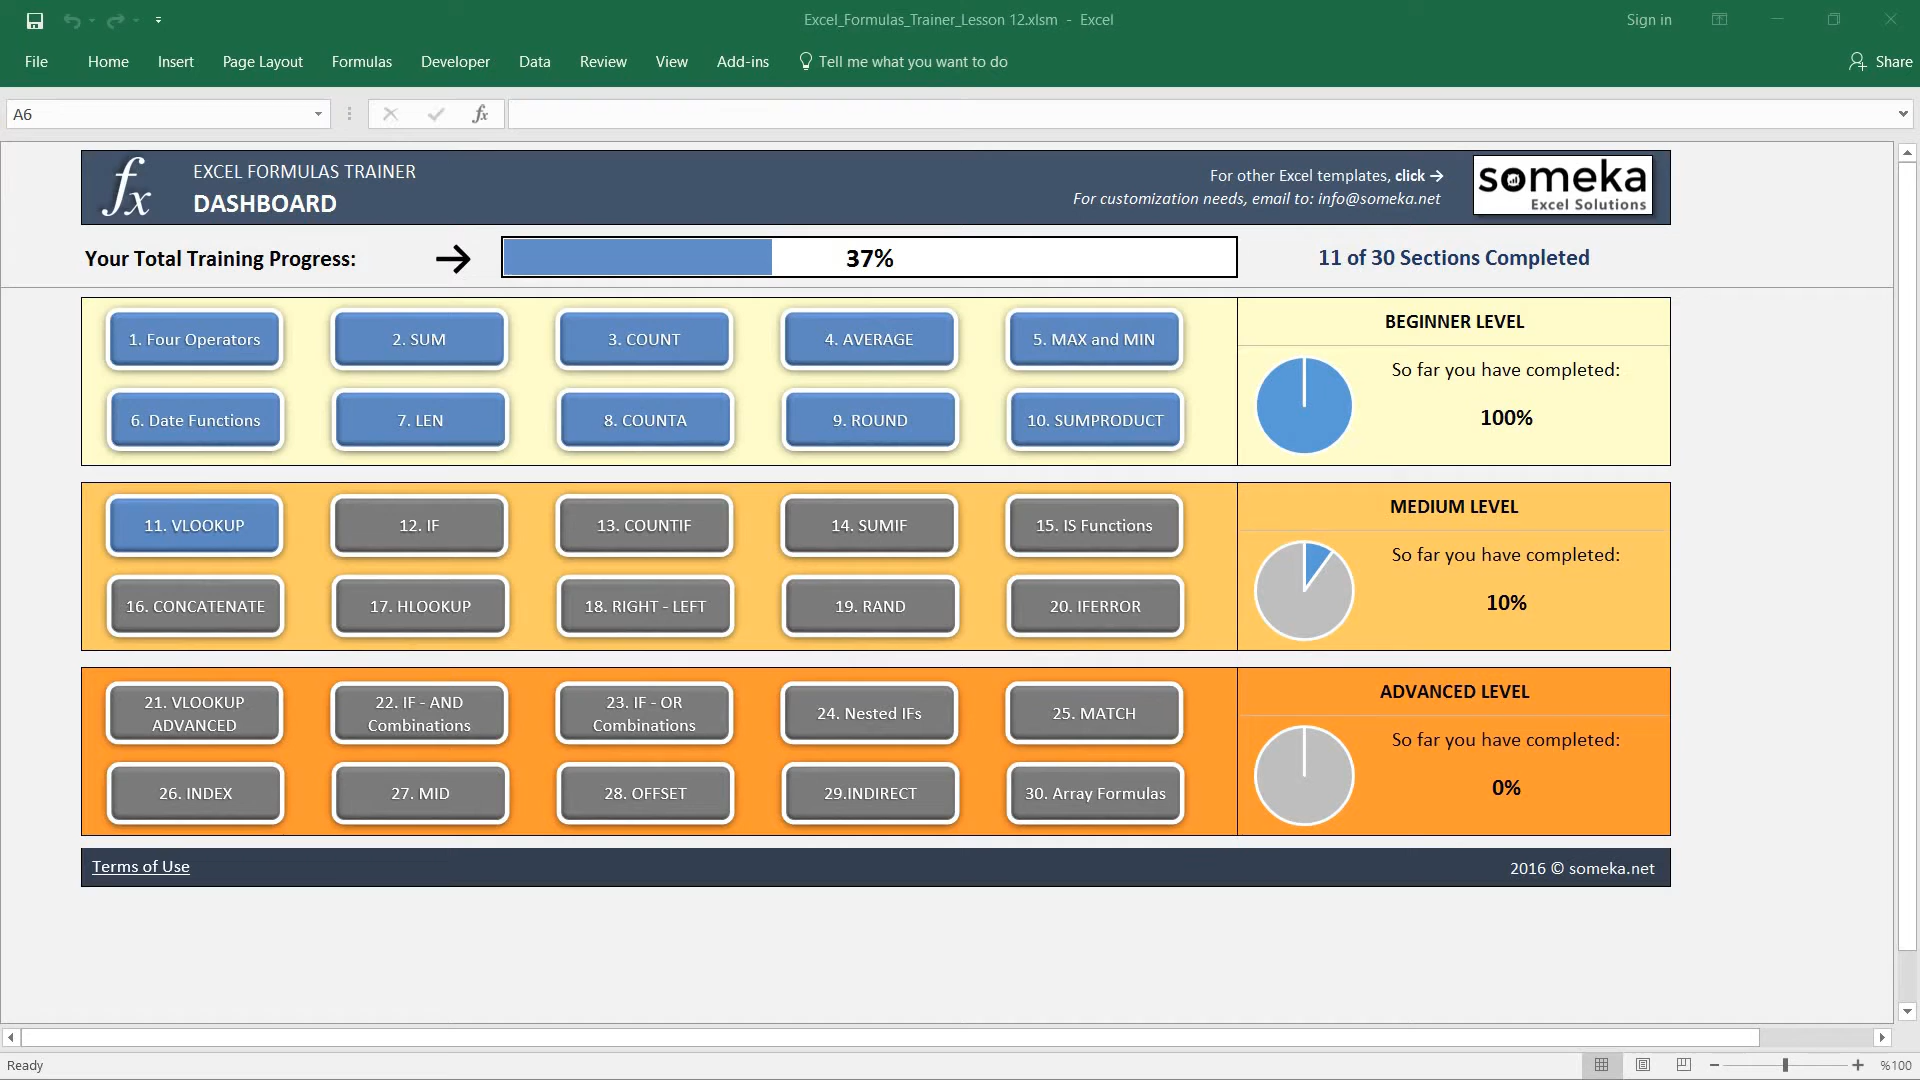 Excel_Formulas_Trainer_Lesson 12.xlsm - Excel
Sign in
File Home Insert Page Layout Formulas Developer Data Review View Add-ins Tell me what you want to do Share
A6 fx
fx
EXCEL FORMULAS TRAINER
DASHBOARD
For other Excel templates, click →
For customization needs, email to: info@someka.net
someka
Excel Solutions
Your Total Training Progress: → 37% 11 of 30 Sections Completed
1. Four Operators 2. SUM 3. COUNT 4. AVERAGE 5. MAX and MIN
6. Date Functions 7. LEN 8. COUNTA 9. ROUND 10. SUMPRODUCT
BEGINNER LEVEL
So far you have completed:
100%
11. VLOOKUP 12. IF 13. COUNTIF 14. SUMIF 15. IS Functions
16. CONCATENATE 17. HLOOKUP 18. RIGHT - LEFT 19. RAND 20. IFERROR
MEDIUM LEVEL
So far you have completed:
10%
21. VLOOKUP
ADVANCED
22. IF - AND
Combinations
23. IF - OR
Combinations
24. Nested IFs
25. MATCH
26. INDEX 27. MID 28. OFFSET 29.INDIRECT 30. Array Formulas
ADVANCED LEVEL
So far you have completed:
0%
Terms of Use
2016 © someka.net
Ready
%100